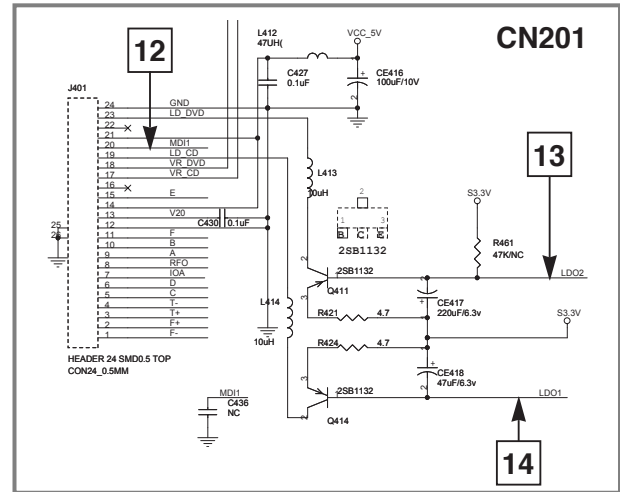 CN201
L412
47UH(
VCC_5V
12
C427
0.1uF
CE416
100uF/10V
J401
24 GND
23 LD_DVD
22
21
20 MDI1
19 LD_CD
18 VR_DVD
17 VR_CD
16
15 E
14
13 V20
12
11 F
10 B
9 A
8 RFO
7 IOA
6 D
5 C
4 T-
3 T+
2 F+
1 F-
25
26
C430 0.1uF
HEADER 24 SMD0.5 TOP
CON24_0.5MM
L413
10uH
2
1 3
B C E
2SB1132
13
S3.3V
R461
47K/NC
LDO2
2
1
2SB1132
3
Q411
CE417
220uF/6.3v
S3.3V
L414
10uH
R421 4.7
R424 4.7
CE418
47uF/6.3v
3
2SB1132
2
Q414
LDO1
MDI1
C436
NC
14